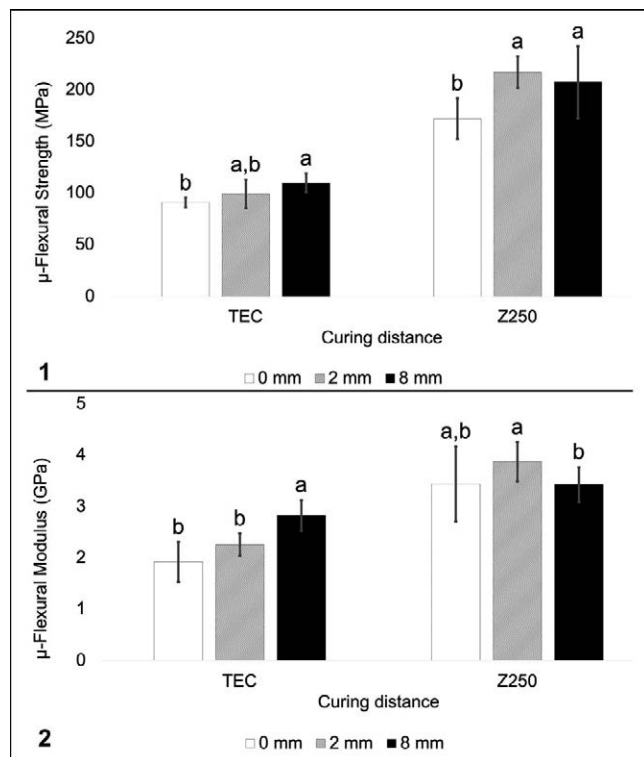 250
200
150
100
50
0
µ-Flexural Strength (MPa)
b
a,b
a
b
a
a
TEC
Z250
Curing distance
1
0 mm
2 mm
8 mm
5
4
3
2
1
0
µ-Flexural Modulus (GPa)
b
b
a
a,b
a
b
TEC
Z250
Curing distance
2
0 mm
2 mm
8 mm